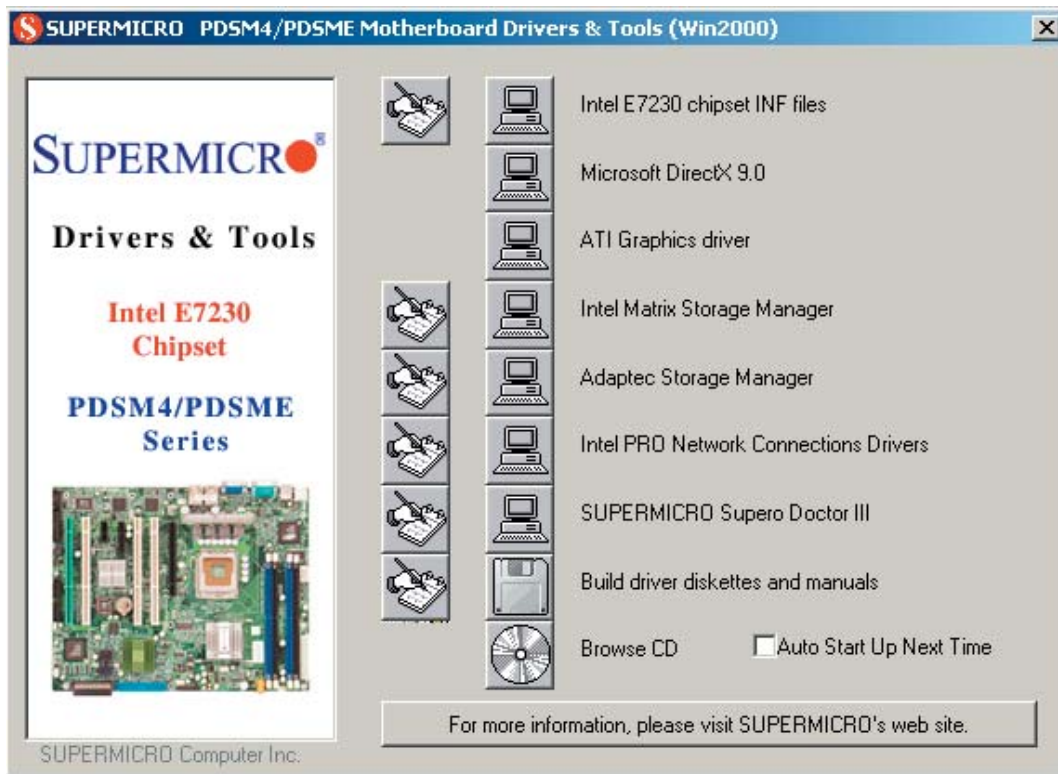 SUPERMICRO PDSM4/PDSME Motherboard Drivers & Tools (Win2000)
SUPERMICRO®
Drivers & Tools
Intel E7230
Chipset
PDSM4/PDSME
Series
SUPERMICRO Computer Inc.
Intel E7230 chipset INF files
Microsoft DirectX 9.0
ATI Graphics driver
Intel Matrix Storage Manager
Adaptec Storage Manager
Intel PRO Network Connections Drivers
SUPERMICRO Supero Doctor III
Build driver diskettes and manuals
Browse CD Auto Start Up Next Time
For more information, please visit SUPERMICRO's web site.